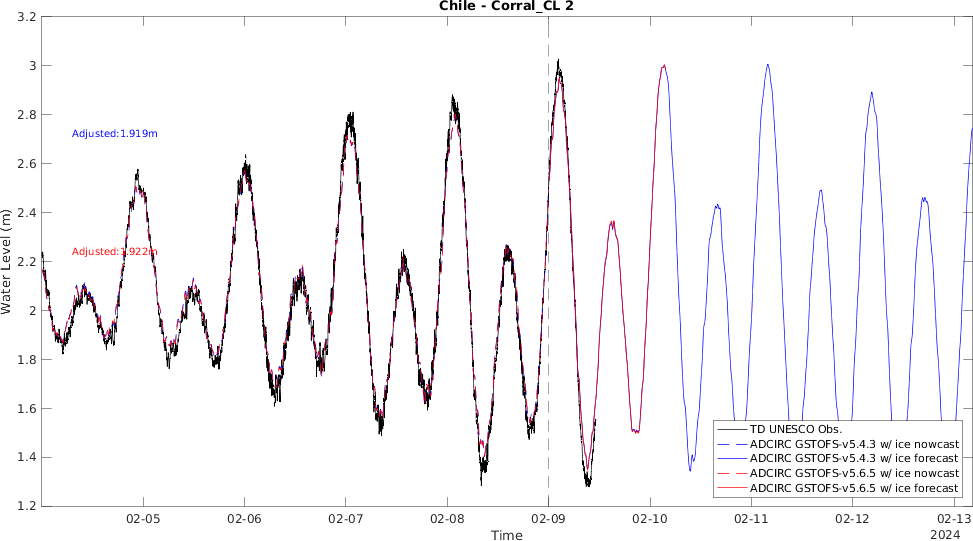 Chile - Corral_CL 2
3.2
3
2.8
2.6
2.4
2.2
2
1.8
1.6
1.4
1.2
Water Level (m)
Adjusted:1.919m
Adjusted:1.922m
TD UNESCO Obs.
ADCIRC GSTOFS-v5.4.3 w/ ice nowcast
ADCIRC GSTOFS-v5.4.3 w/ ice forecast
ADCIRC GSTOFS-v5.6.5 w/ ice nowcast
ADCIRC GSTOFS-v5.6.5 w/ ice forecast
02-05 02-06 02-07 02-08 02-09 02-10 02-11 02-12 02-13
Time
2024